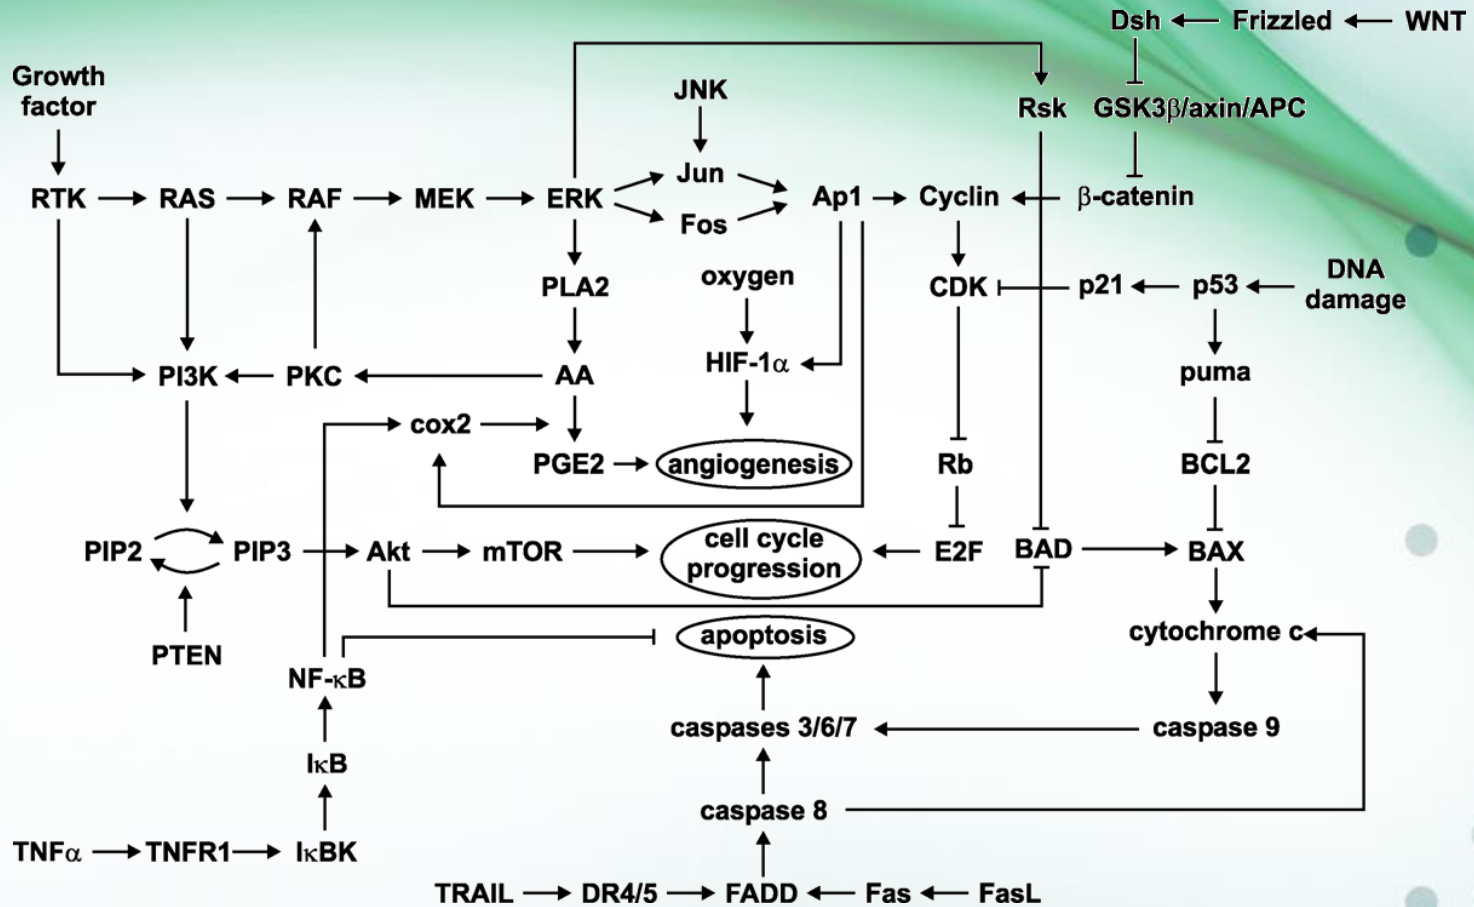 Dsh Frizzled WNT
Growth
factor
JNK
Rsk GSK3β/axin/APC
Jun
RTK RAS RAF MEK ERK Ap1 Cyclin β-catenin
Fos
oxygen
DNA
damage
PLA2 CDK p21 p53
HIF-1α
PI3K PKC AA puma
cox2
PGE2 angiogenesis Rb BCL2
cell cycle
progression
PIP2 PIP3 Akt mTOR E2F BAD BAX
PTEN apoptosis cytochrome c
NF-κB
caspases 3/6/7 caspase 9
IκB
caspase 8
TNFα TNFR1 IκBK
TRAIL DR4/5 FADD Fas FasL